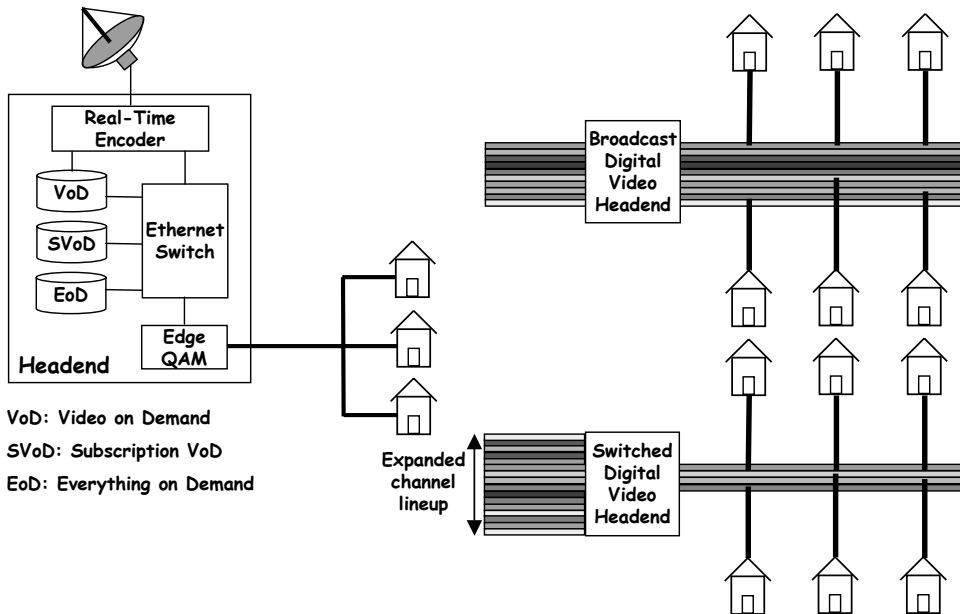 Real-Time
Encoder
VoD
SVoD
EoD
Ethernet
Switch
Edge
QAM
Headend
VoD: Video on Demand
SVoD: Subscription VoD
EoD: Everything on Demand
Broadcast
Digital
Video
Headend
Expanded
channel
lineup
Switched
Digital
Video
Headend